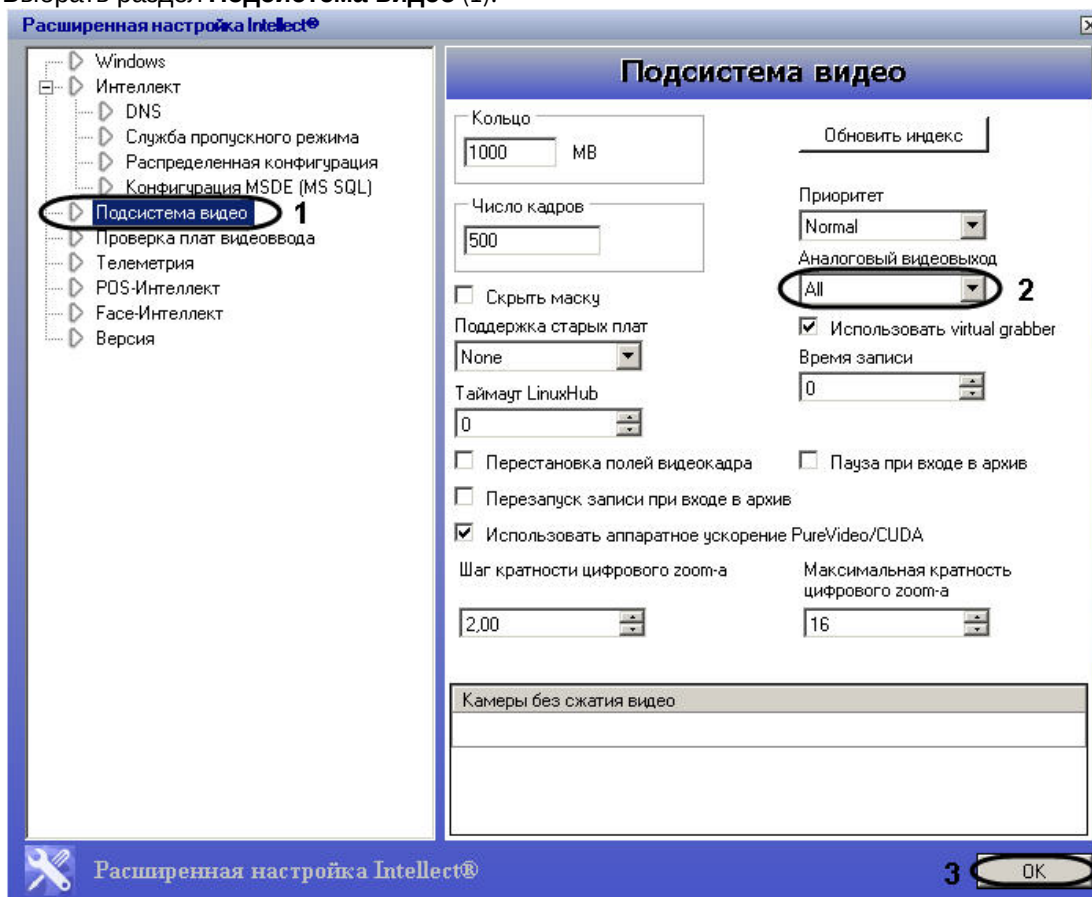 Выбрать раздел Подсистема видео (1).
Расширенная настройка Intellect®
Windows
Интеллект
DNS
Служба пропускного режима
Распределенная конфигурация
Конфигурация MSDE (MS SQL)
Подсистема видео
1
Проверка плат видеоввода
Телеметрия
POS-Интеллект
Face-Интеллект
Версия
Подсистема видео
Кольцо
1000 MB
Обновить индекс
Число кадров
500
Приоритет
Normal
Аналоговый видеовыход
All
2
Скрыть маску
Использовать virtual grabber
Поддержка старых плат
None
Время записи
0
Таймаут LinuxHub
0
Перестановка полей видеокадра
Пауза при входе в архив
Перезапуск записи при входе в архив
Использовать аппаратное ускорение PureVideo/CUDA
Шаг кратности цифрового zoom-а
2,00
Максимальная кратность
цифрового zoom-а
16
Камеры без сжатия видео
Расширенная настройка Intellect®
3
OK